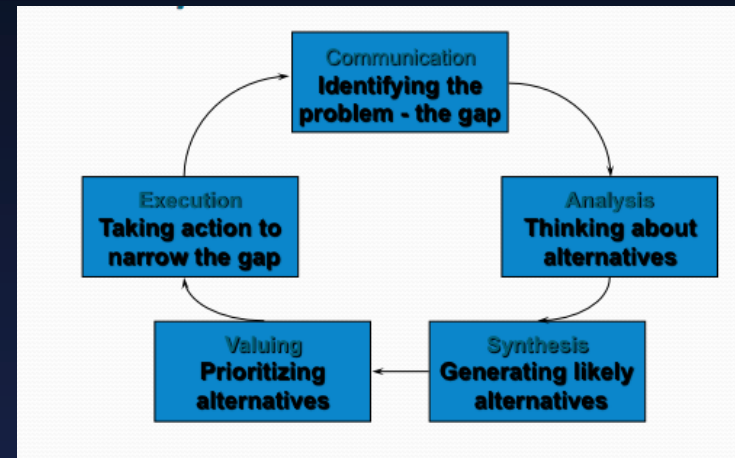 Communication
Identifying the
problem - the gap
Execution
Taking action to
narrow the gap
Analysis
Thinking about
alternatives
Valuing
Prioritizing
alternatives
Synthesis
Generating likely
alternatives